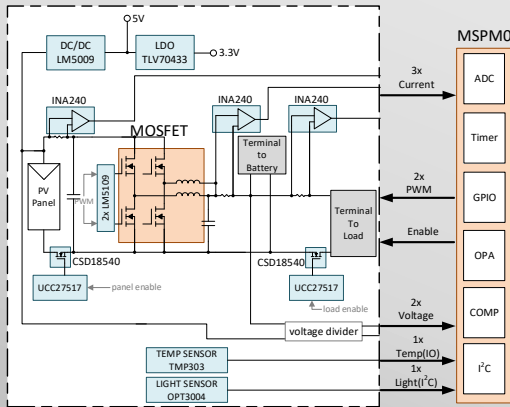 5V
DC/DC
LM5009
LDO
TLV70433
3.3V
MSPM0
INA240
INA240
INA240
3x
Current
ADC
MOSFET
Terminal
to
Battery
Timer
PV
Panel
PWM
2x LM5109
2x
PWM
GPIO
Terminal
To
Load
Enable
CSD18540
CSD18540
OPA
UCC27517
panel enable
UCC27517
load enable
2x
Voltage
COMP
voltage divider
1x
Temp(IO)
TEMP SENSOR
TMP303
1x
Light(I²C)
I²C
LIGHT SENSOR
OPT3004